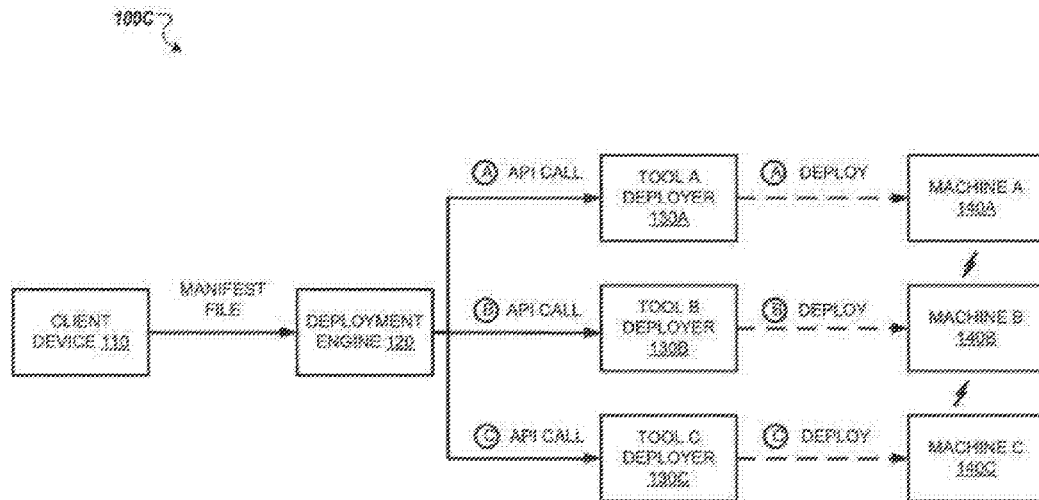 100C
Ⓐ API CALL
TOOL A
DEPLOYER
130A
Ⓐ DEPLOY
MACHINE A
140A
MANIFEST
FILE
CLIENT
DEVICE 110
DEPLOYMENT
ENGINE 120
Ⓑ API CALL
TOOL B
DEPLOYER
130B
Ⓑ DEPLOY
MACHINE B
140B
Ⓒ API CALL
TOOL C
DEPLOYER
130C
Ⓒ DEPLOY
MACHINE C
140C